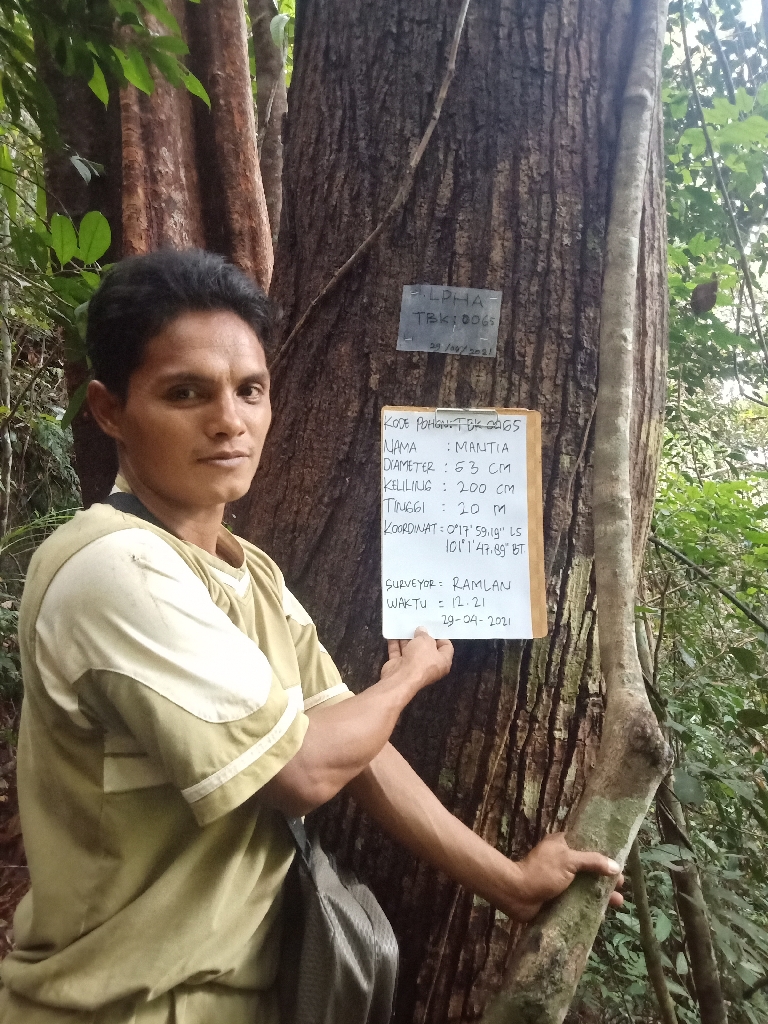 ALPHA
TBK: 0065
29/04/2021
KODE POHON: TBK 0065
NAMA : MANTIA
DIAMETER : 63 CM
KELILING : 200 CM
TINGGI : 20 M
KOORDINAT = 0°17'59,19" LS
101°1'47,89" BT
SURVEYOR = RAMLAN
WAKTU = 12.21
29-04-2021